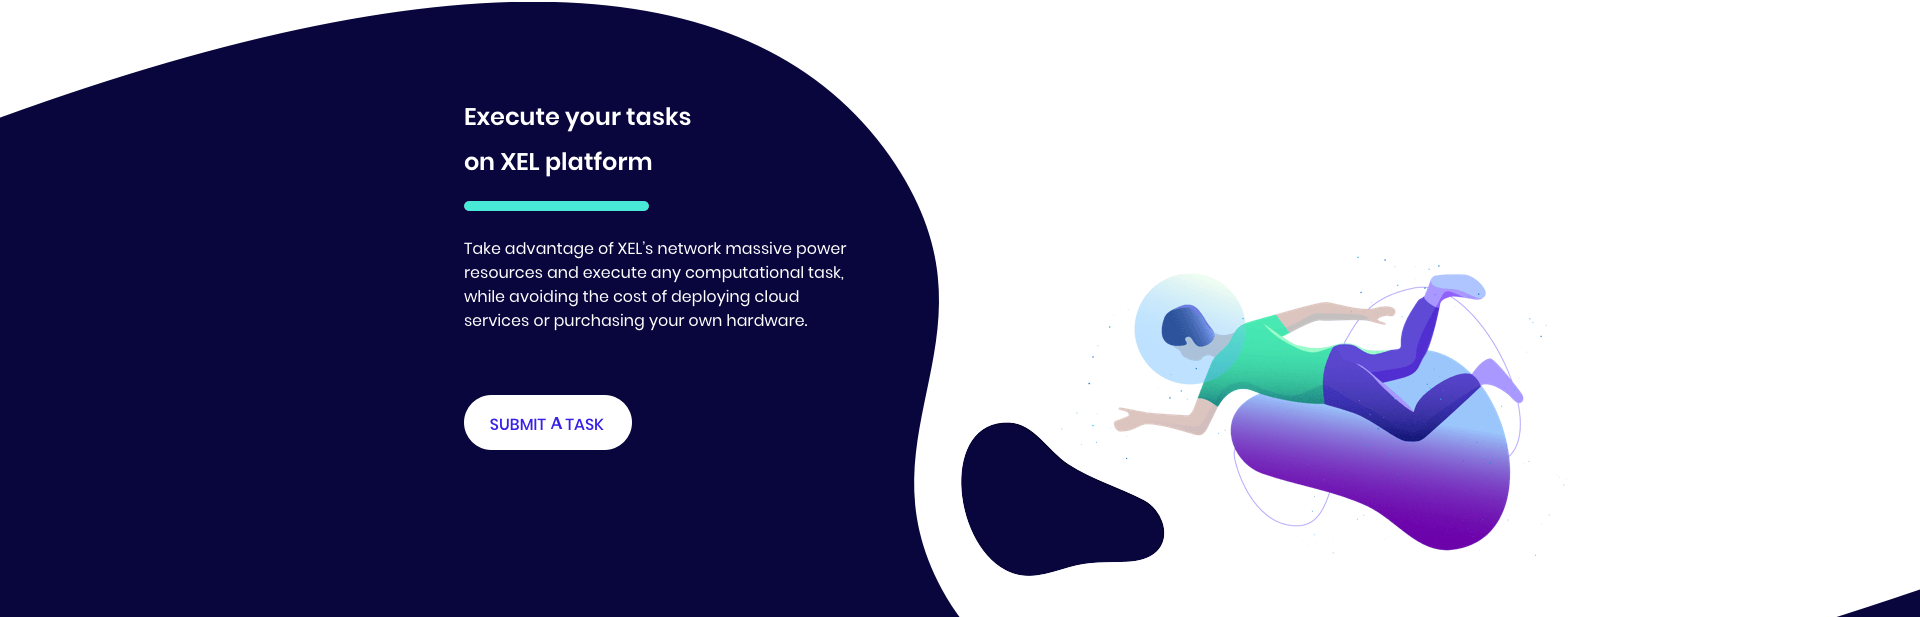 Execute your tasks
on XEL platform
Take advantage of XEL's network massive power
resources and execute any computational task,
while avoiding the cost of deploying cloud
services or purchasing your own hardware.
SUBMIT A TASK